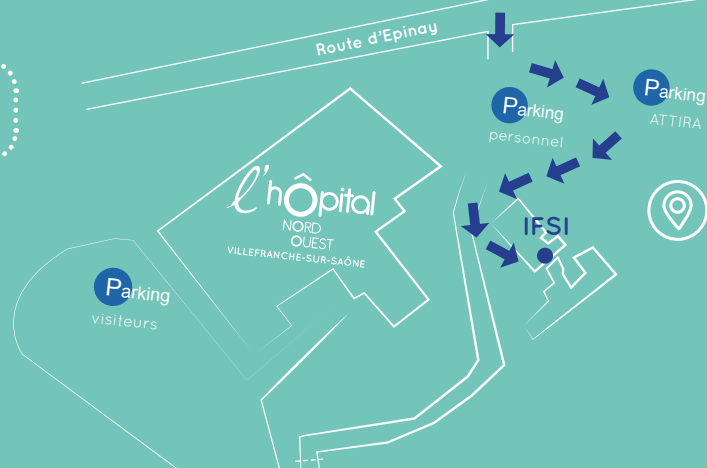 Route d'Epinay
Parking
personnel
Parking
ATTIRA
l'hÔpital
NORD
OUEST
VILLEFRANCHE-SUR-SAÔNE
IFSI
Parking
visiteurs